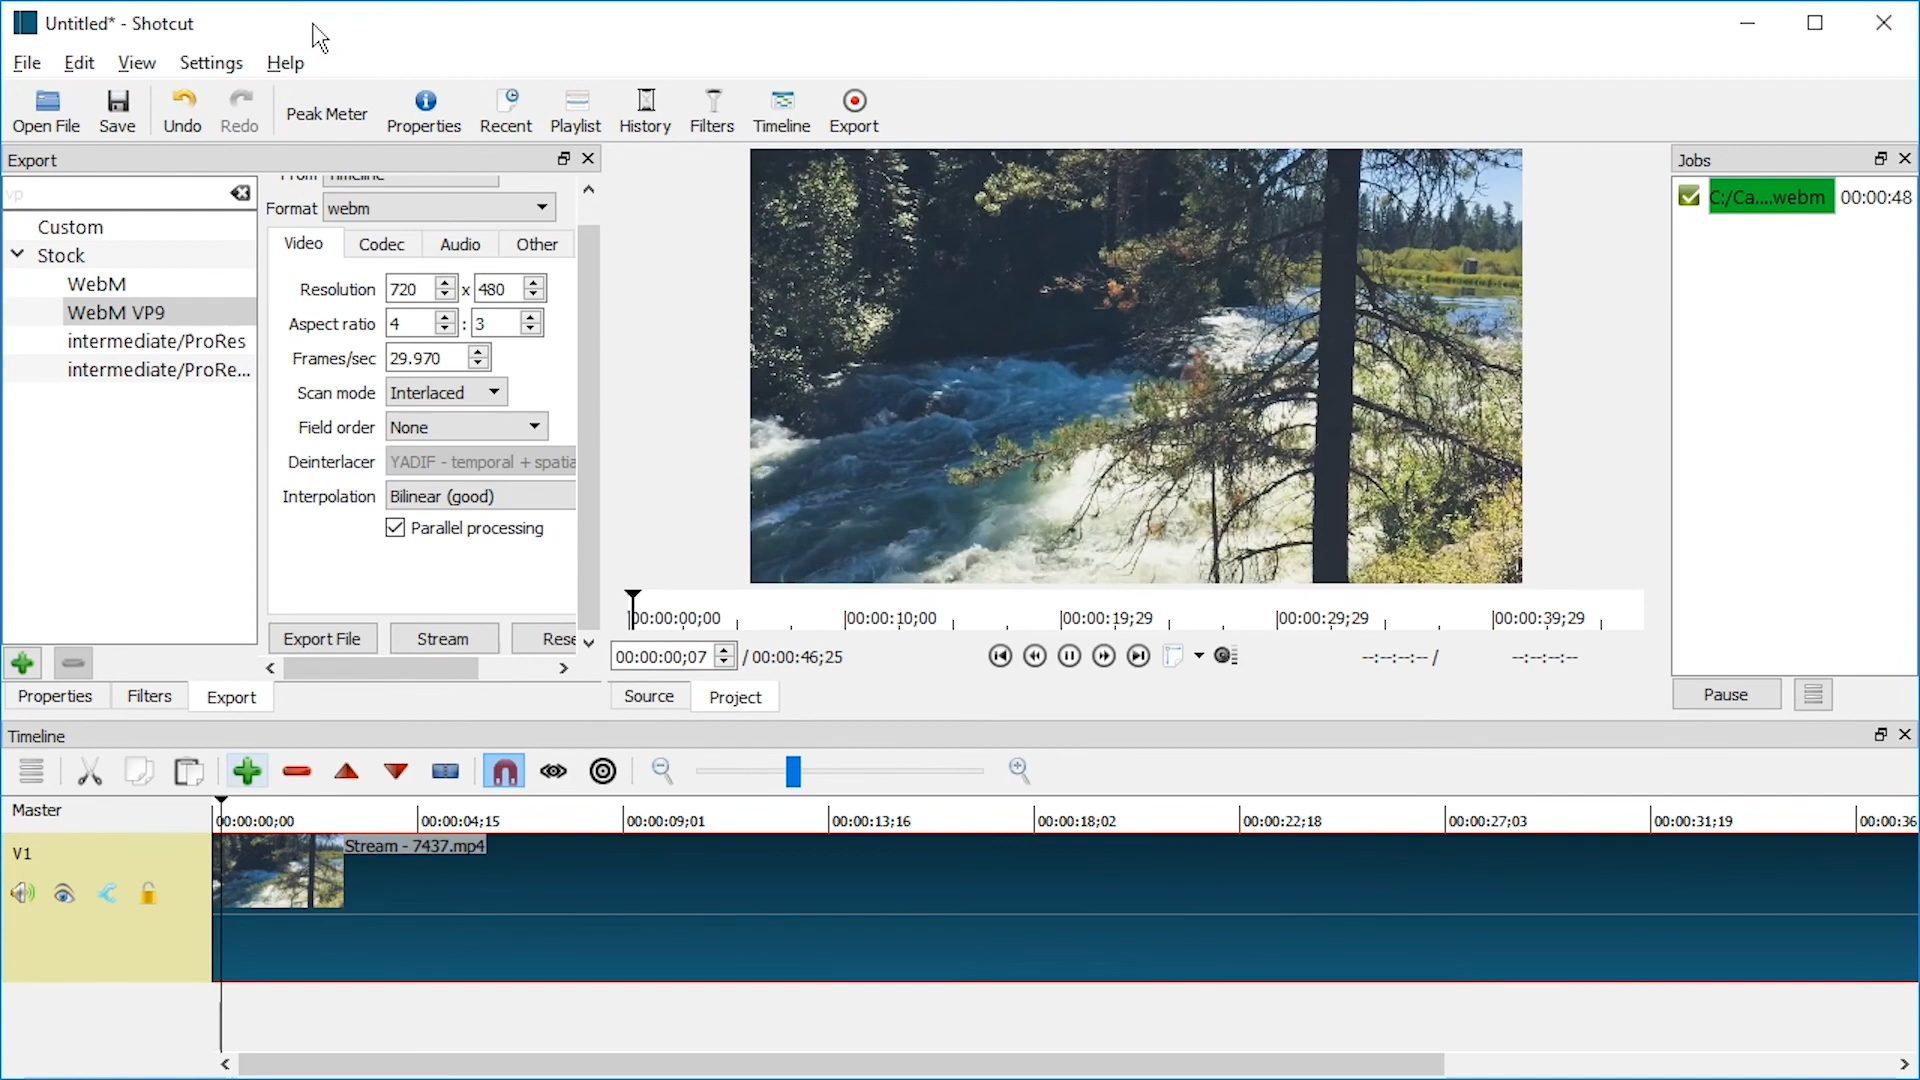 Untitled* - Shotcut
File Edit View Settings Help
Open File Save Undo Redo Peak Meter Properties Recent Playlist History Filters Timeline Export
Export
vp
Custom
Stock
WebM
WebM VP9
intermediate/ProRes
intermediate/ProRe...
From Timeline
Format webm
Video Codec Audio Other
Resolution 720 x 480
Aspect ratio 4 : 3
Frames/sec 29.970
Scan mode Interlaced
Field order None
Deinterlacer YADIF - temporal + spatia
Interpolation Bilinear (good)
Parallel processing
Export File Stream Rese
Properties Filters Export
00:00:00;00 00:00:10;00 00:00:19;29 00:00:29;29 00:00:39;29
00:00:00;07 / 00:00:46;25 --:--:--:-- / --:--:--:--
Source Project
Jobs
C:/Ca....webm 00:00:48
Pause
Timeline
Master
00:00:00;00 00:00:04;15 00:00:09;01 00:00:13;16 00:00:18;02 00:00:22;18 00:00:27;03 00:00:31;19 00:00:36
V1
Stream - 7437.mp4